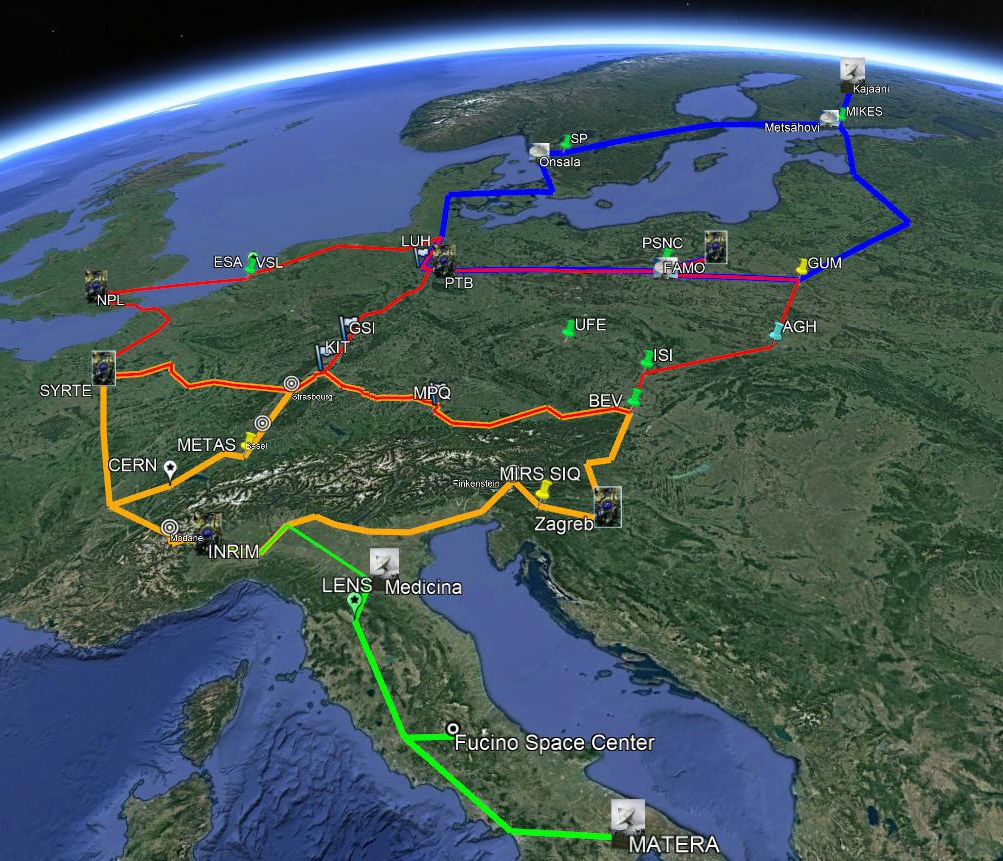 Kajaani
MIKES
Metsähovi
SP
Onsala
LUH
PSNC
ESA VSL
FAMO
GUM
PTB
NPL
UFE
AGH
GSI
KIT
ISI
SYRTE
MPQ
Strasbourg
BEV
METAS
Basel
CERN
MIRS SIQ
Finkenstein
Zagreb
Modane
INRIM
LENS
Medicina
Fucino Space Center
MATERA